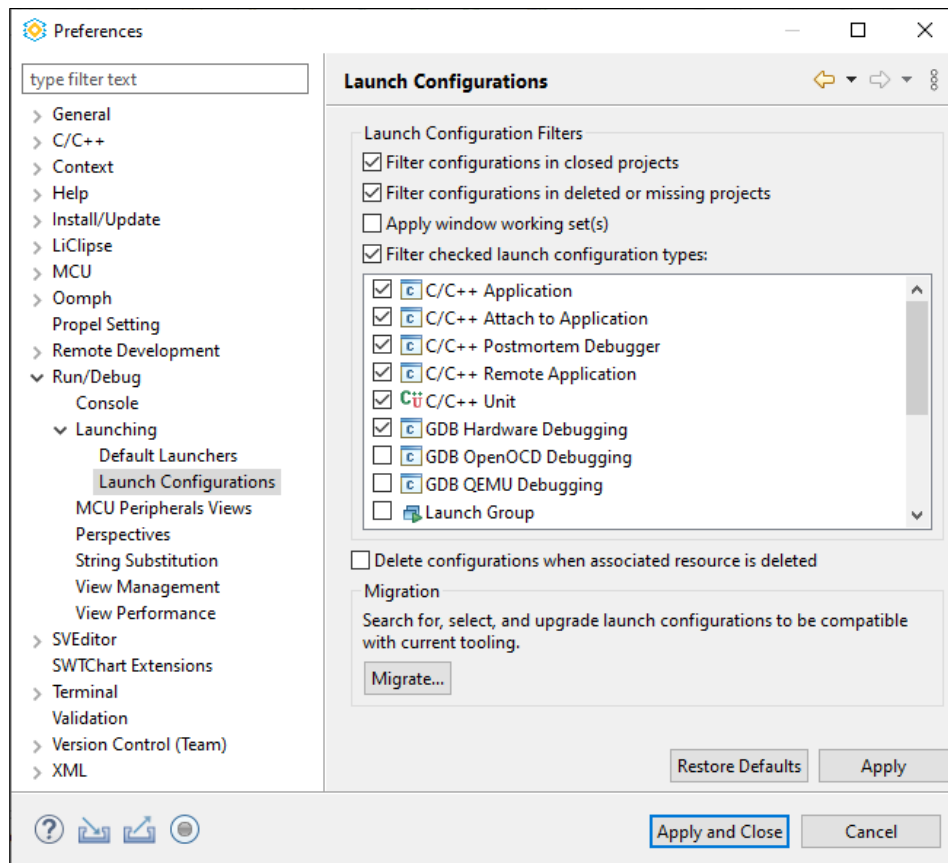 Preferences
type filter text
General
C/C++
Context
Help
Install/Update
LiClipse
MCU
Oomph
Propel Setting
Remote Development
Run/Debug
Console
Launching
Default Launchers
Launch Configurations
MCU Peripherals Views
Perspectives
String Substitution
View Management
View Performance
SVEditor
SWTChart Extensions
Terminal
Validation
Version Control (Team)
XML
Launch Configurations
Launch Configuration Filters
Filter configurations in closed projects
Filter configurations in deleted or missing projects
Apply window working set(s)
Filter checked launch configuration types:
C/C++ Application
C/C++ Attach to Application
C/C++ Postmortem Debugger
C/C++ Remote Application
C/C++ Unit
GDB Hardware Debugging
GDB OpenOCD Debugging
GDB QEMU Debugging
Launch Group
Delete configurations when associated resource is deleted
Migration
Search for, select, and upgrade launch configurations to be compatible
with current tooling.
Migrate...
Restore Defaults
Apply
Apply and Close
Cancel